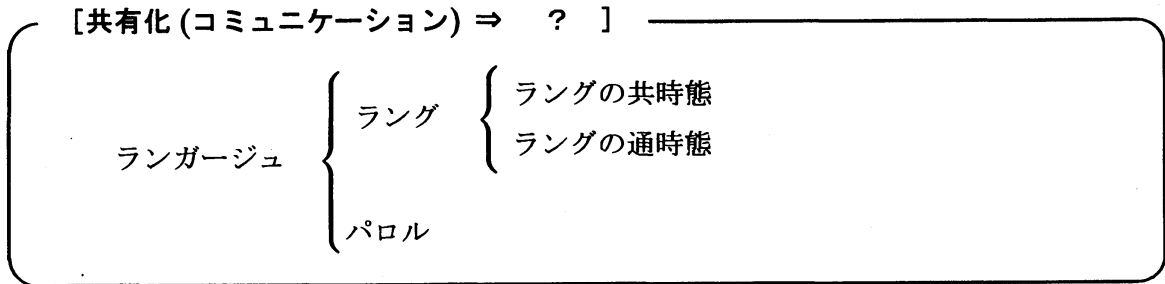 [共有化 (コミュニケーション) ⇒ ? ]
ラングの共時態
ラング
ラングの通時態
ランガージュ
パロル